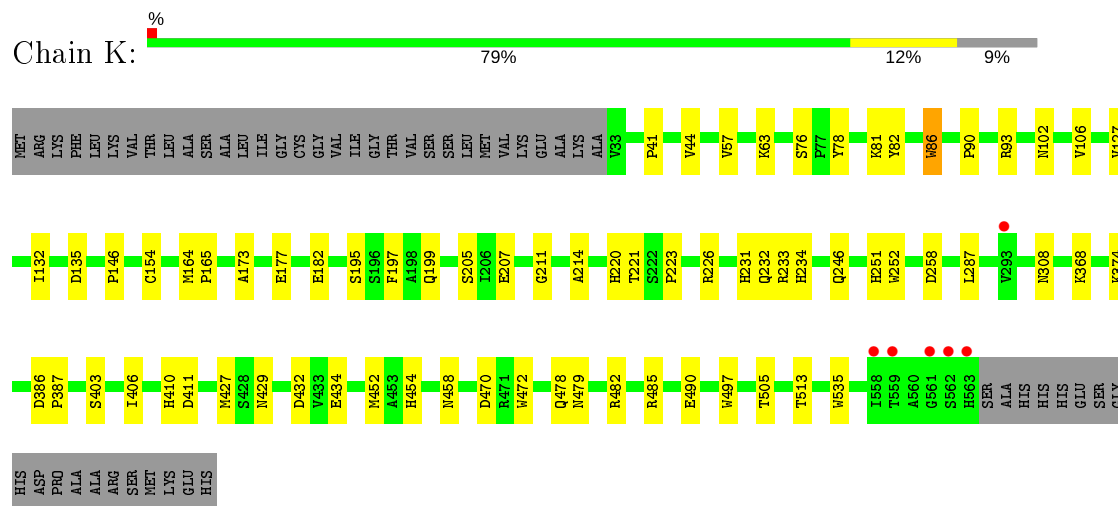 %
Chain K:
79% 12% 9%
MET ARG LYS PHE LEU LEU LYS VAL THR LEU ALA SER ALA LEU ILE GLY CYS GLY VAL ILE GLY THR VAL SER SER LEU MET VAL LYS GLU ALA LYS ALA V33 P41 V44 V57 K63 S76 P77 Y78 K81 Y82 W86 P90 R93 N102 V106
I132 D135 P146 C154 M164 P165 A173 E177 E182 S195 S196 F197 A198 Q199 S205 I206 E207 G211 A214 H220 T221 S222 P223 R226 H231 Q232 R233 H234 Q246 H251 W252 D258 L287 V293 N308 K368
D386 P387 S403 I406 H410 D411 M427 S428 N429 D432 V433 E434 M452 A453 H454 N458 D470 R471 W472 Q478 N479 R482 R485 E490 W497 T505 T513 W535 I558 T559 A560 G561 S562 H563 SER ALA HIS HIS HIS GLU SER GLY
HIS ASP PRO ALA ALA ARG SER MET LYS GLU HIS